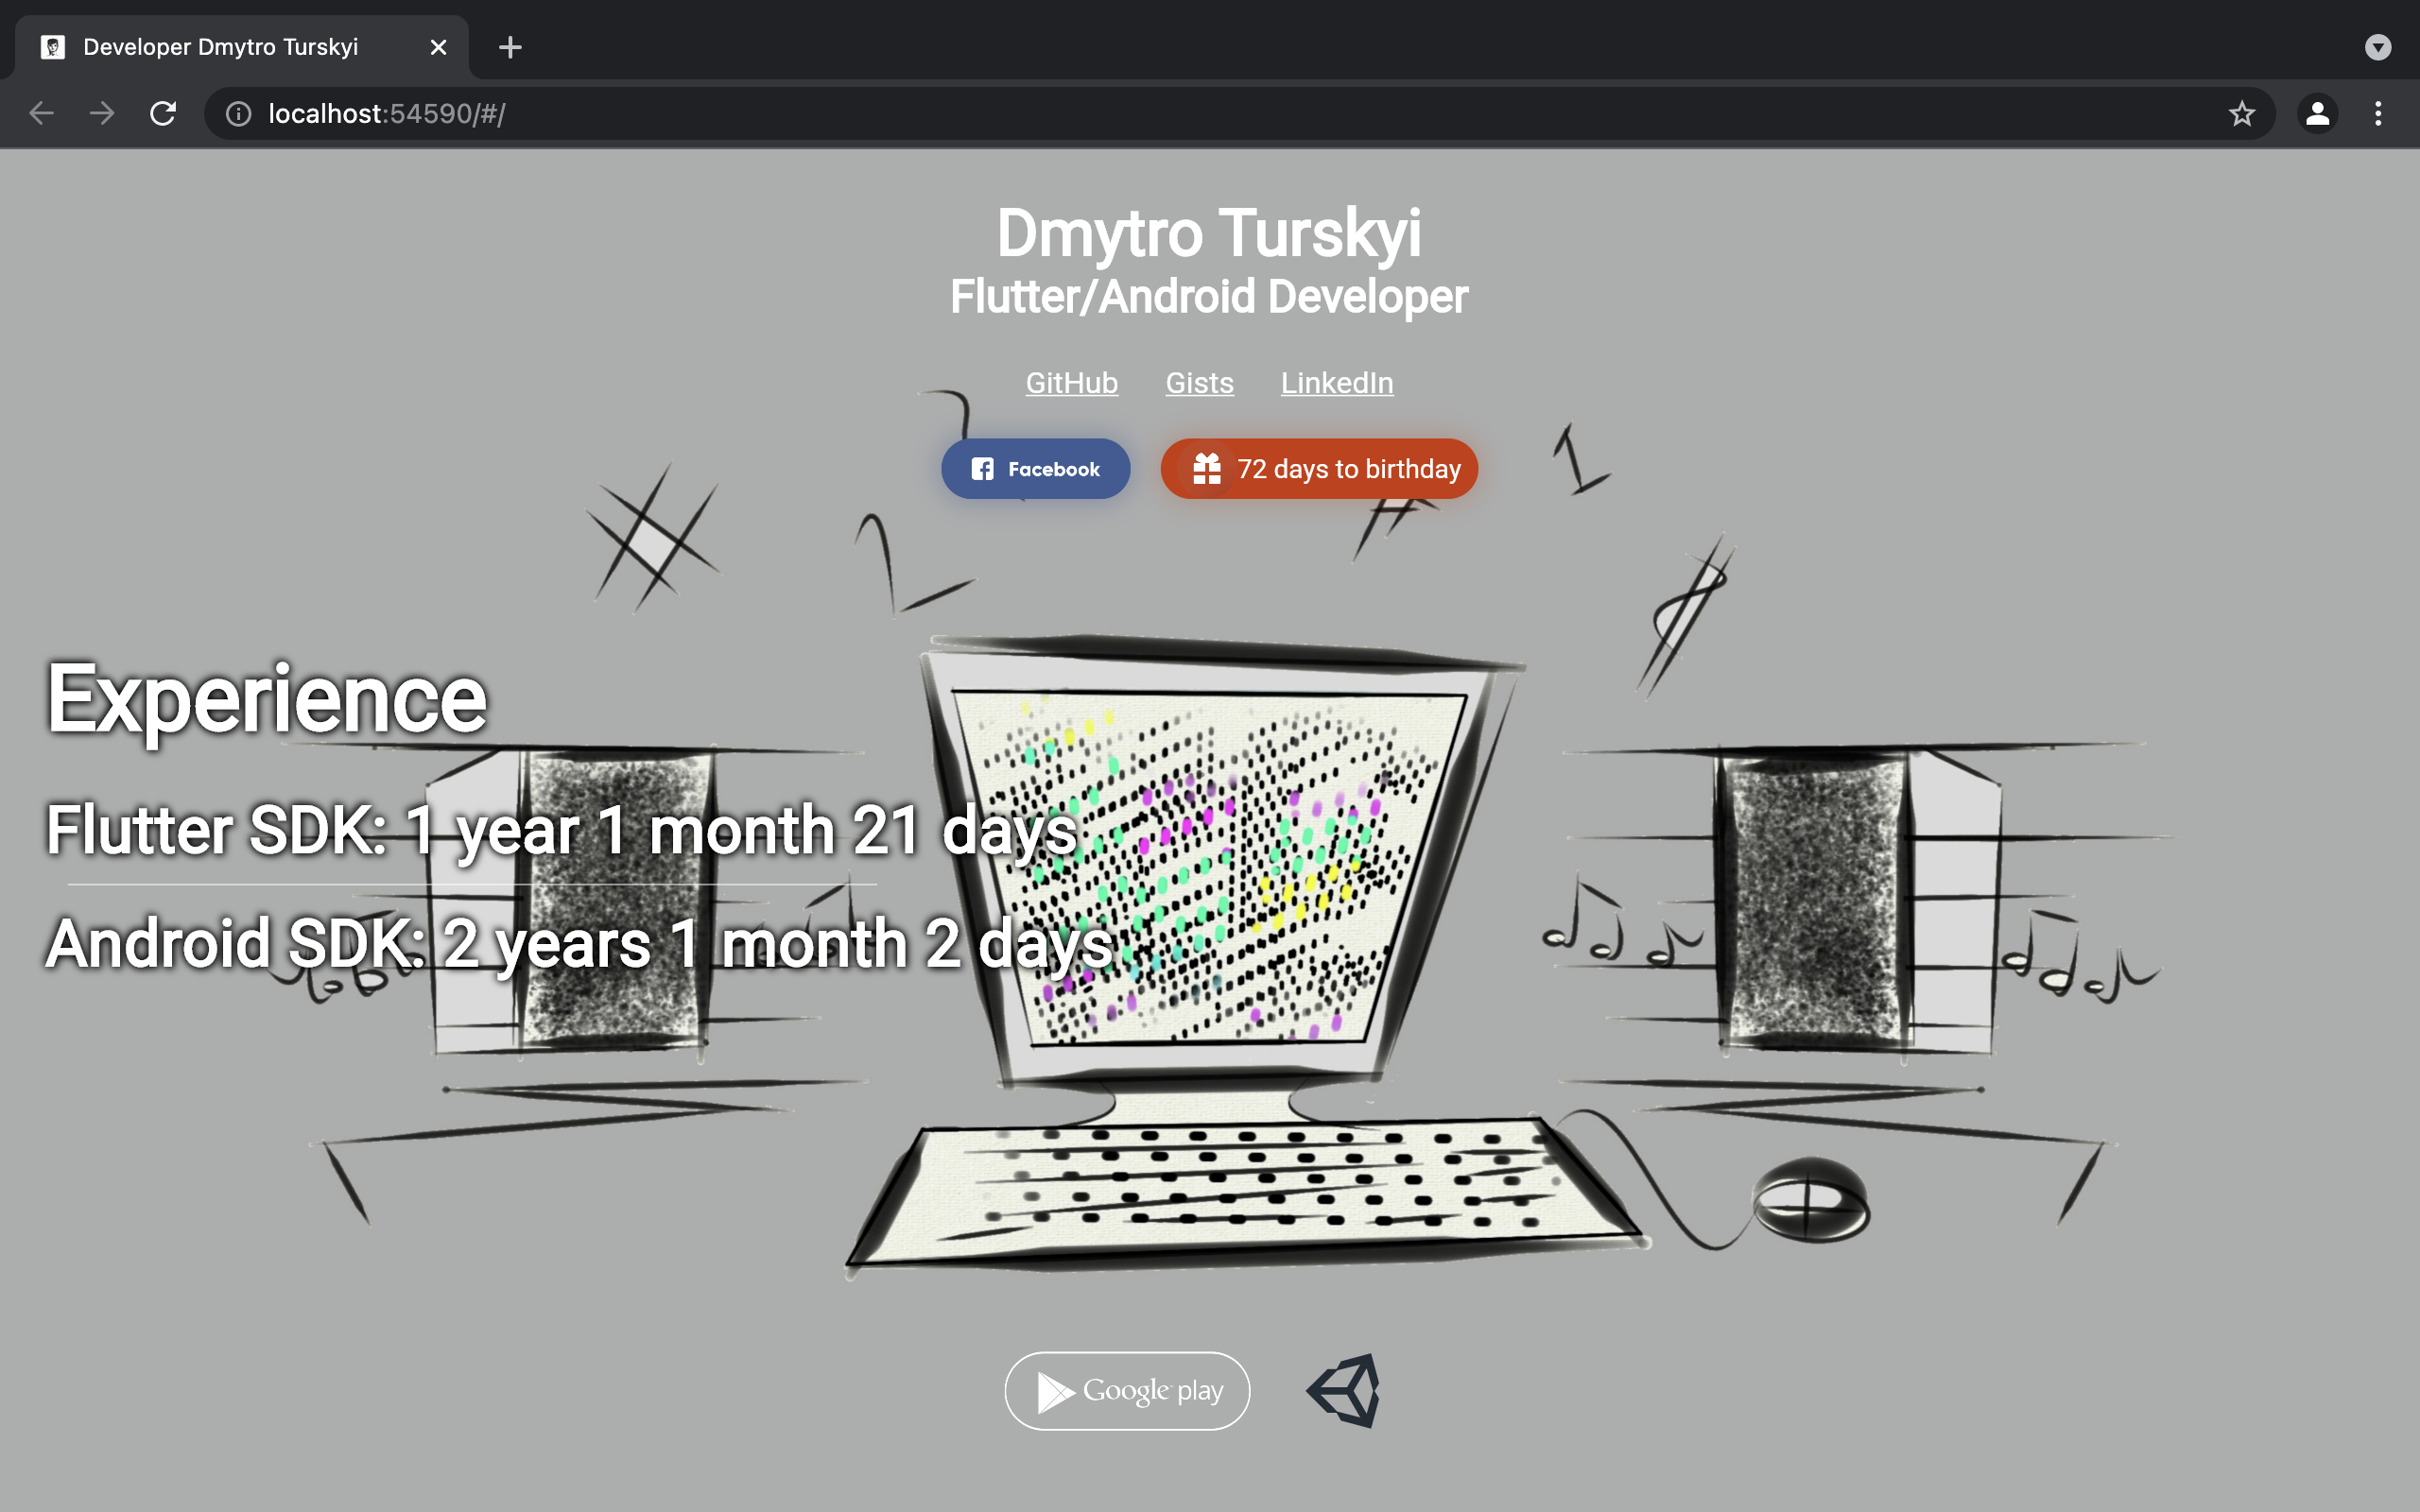 Developer Dmytro Turskyi
localhost:54590/#/
Dmytro Turskyi
Flutter/Android Developer
GitHub Gists LinkedIn
Facebook 72 days to birthday
Experience
Flutter SDK: 1 year 1 month 21 days
Android SDK: 2 years 1 month 2 days
Google play